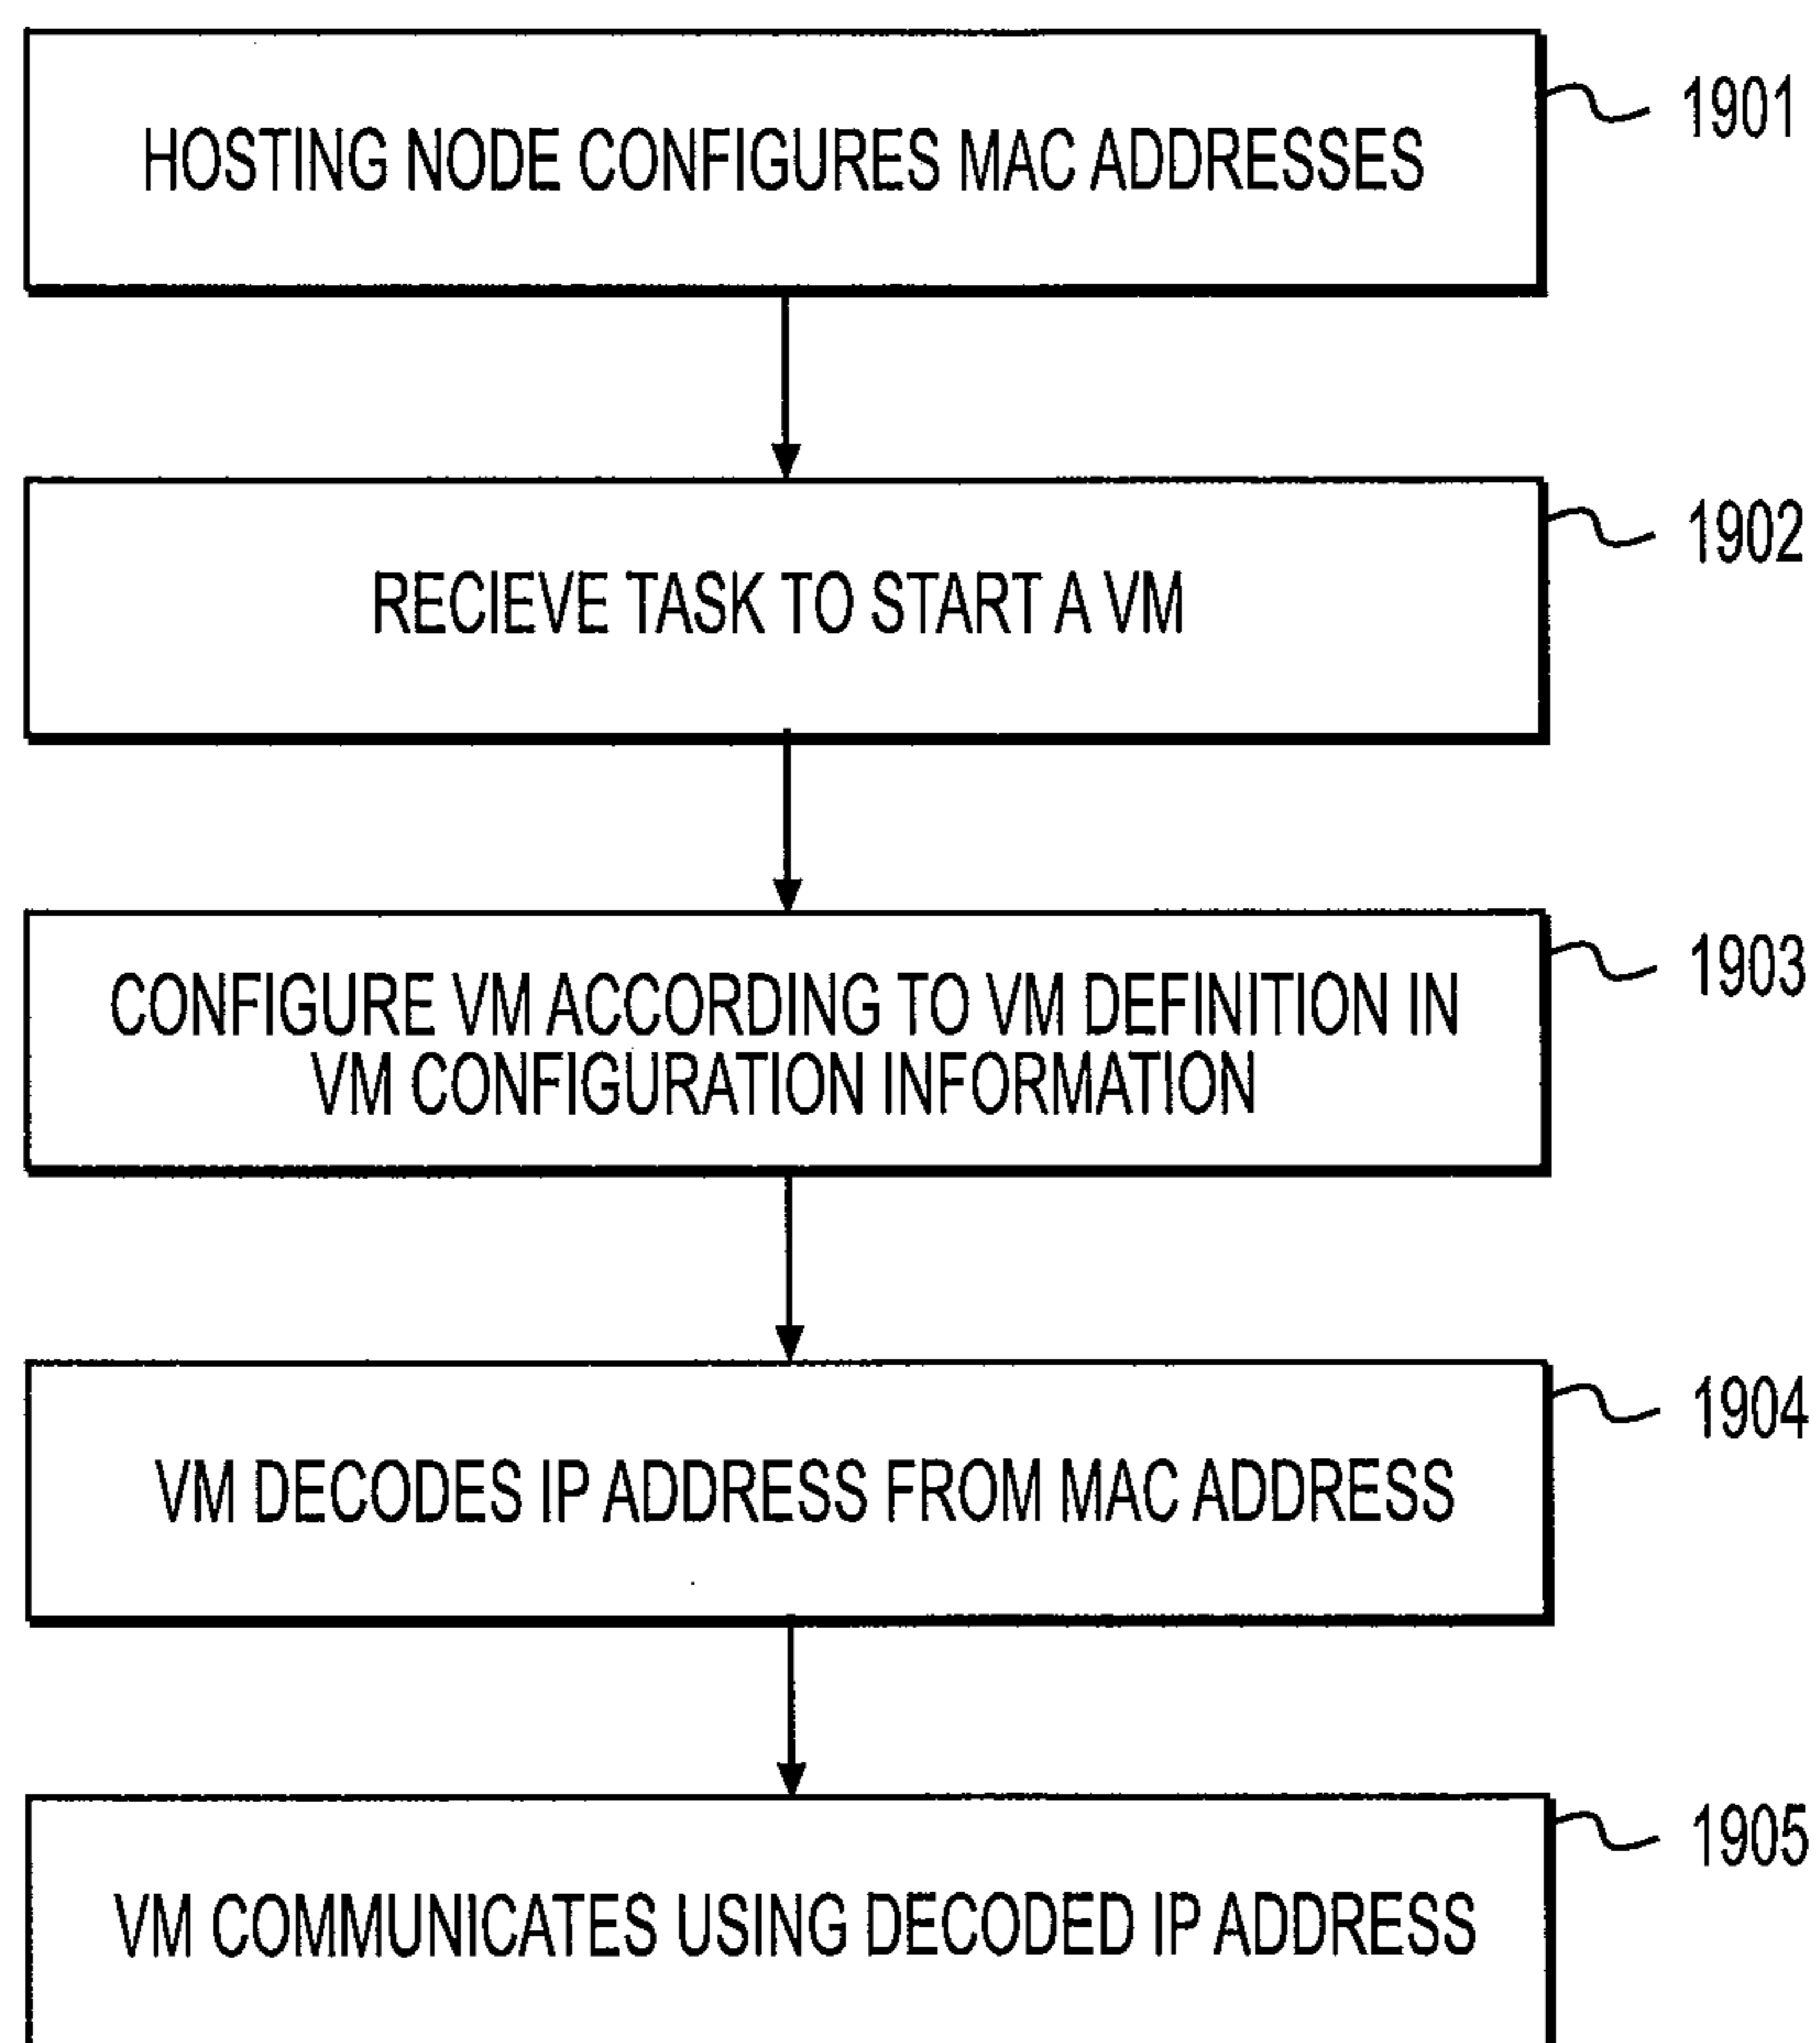 HOSTING NODE CONFIGURES MAC ADDRESSES
1901
RECIEVE TASK TO START A VM
1902
CONFIGURE VM ACCORDING TO VM DEFINITION IN
VM CONFIGURATION INFORMATION
1903
VM DECODES IP ADDRESS FROM MAC ADDRESS
1904
VM COMMUNICATES USING DECODED IP ADDRESS
1905